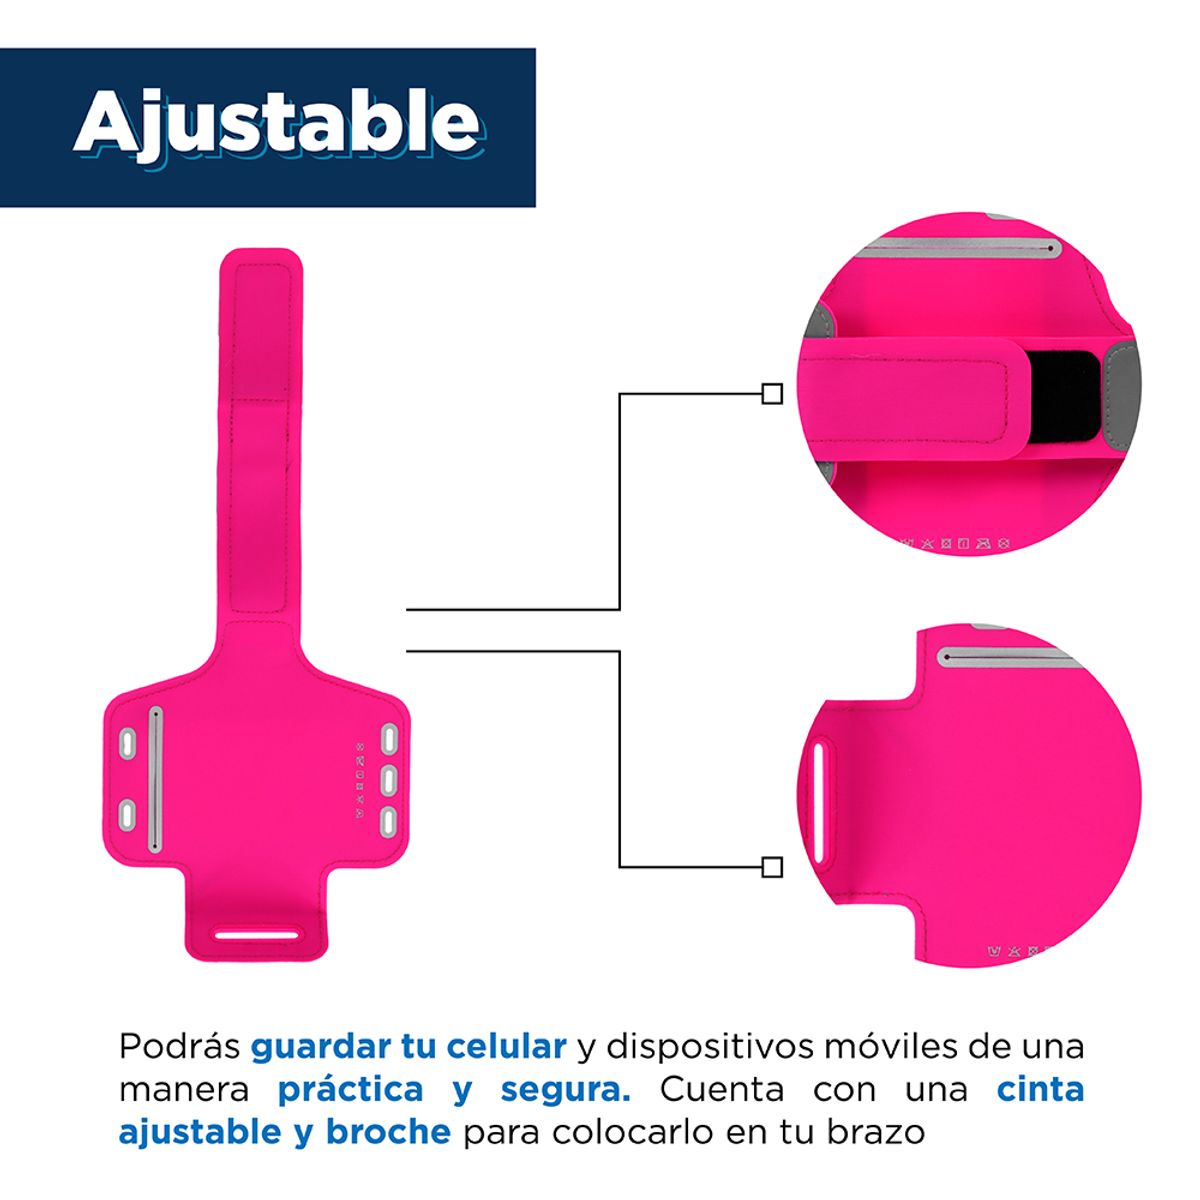 Ajustable
Podrás guardar tu celular y dispositivos móviles de una
manera práctica y segura. Cuenta con una cinta
ajustable y broche para colocarlo en tu brazo